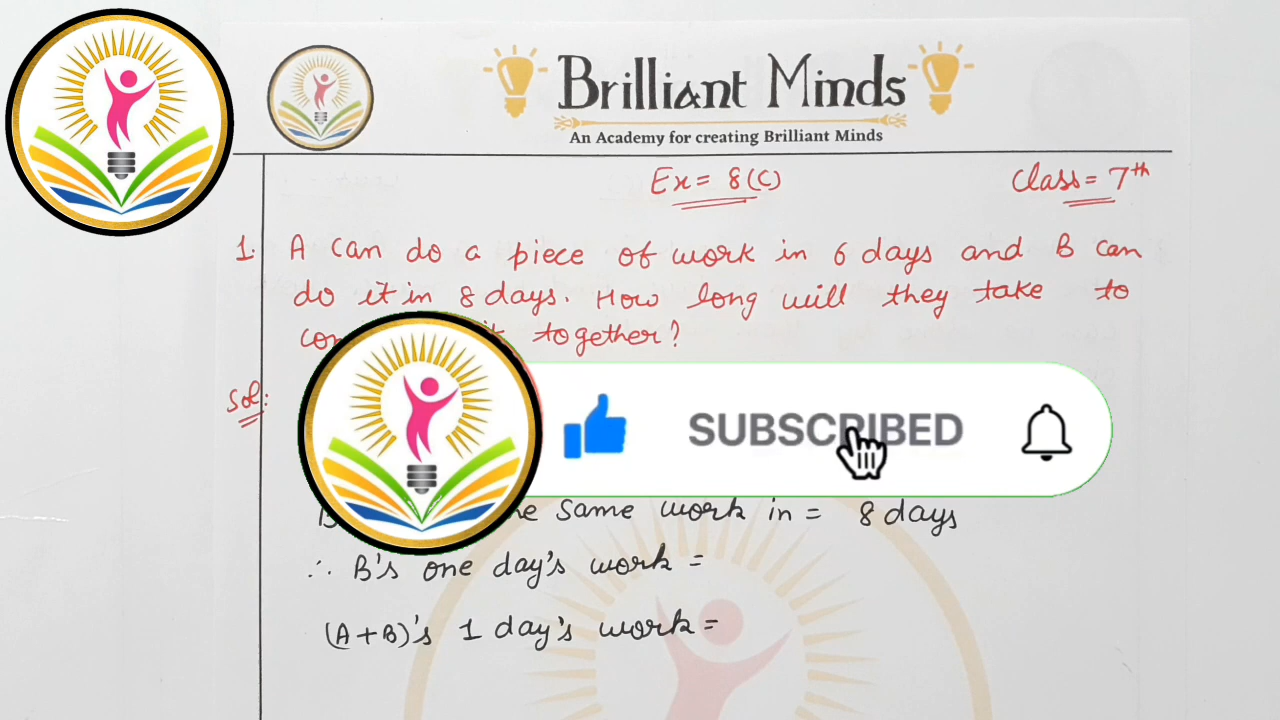 Brilliant Minds
An Academy for creating Brilliant Minds
Ex = 8(C)
Class = 7th
1. A can do a piece of work in 6 days and B can
do it in 8 days. How long will they take to
together?
Sol:
SUBSCRIBED
same work in = 8 days
∴ B's one day's work =
(A+B)'s 1 day's work =